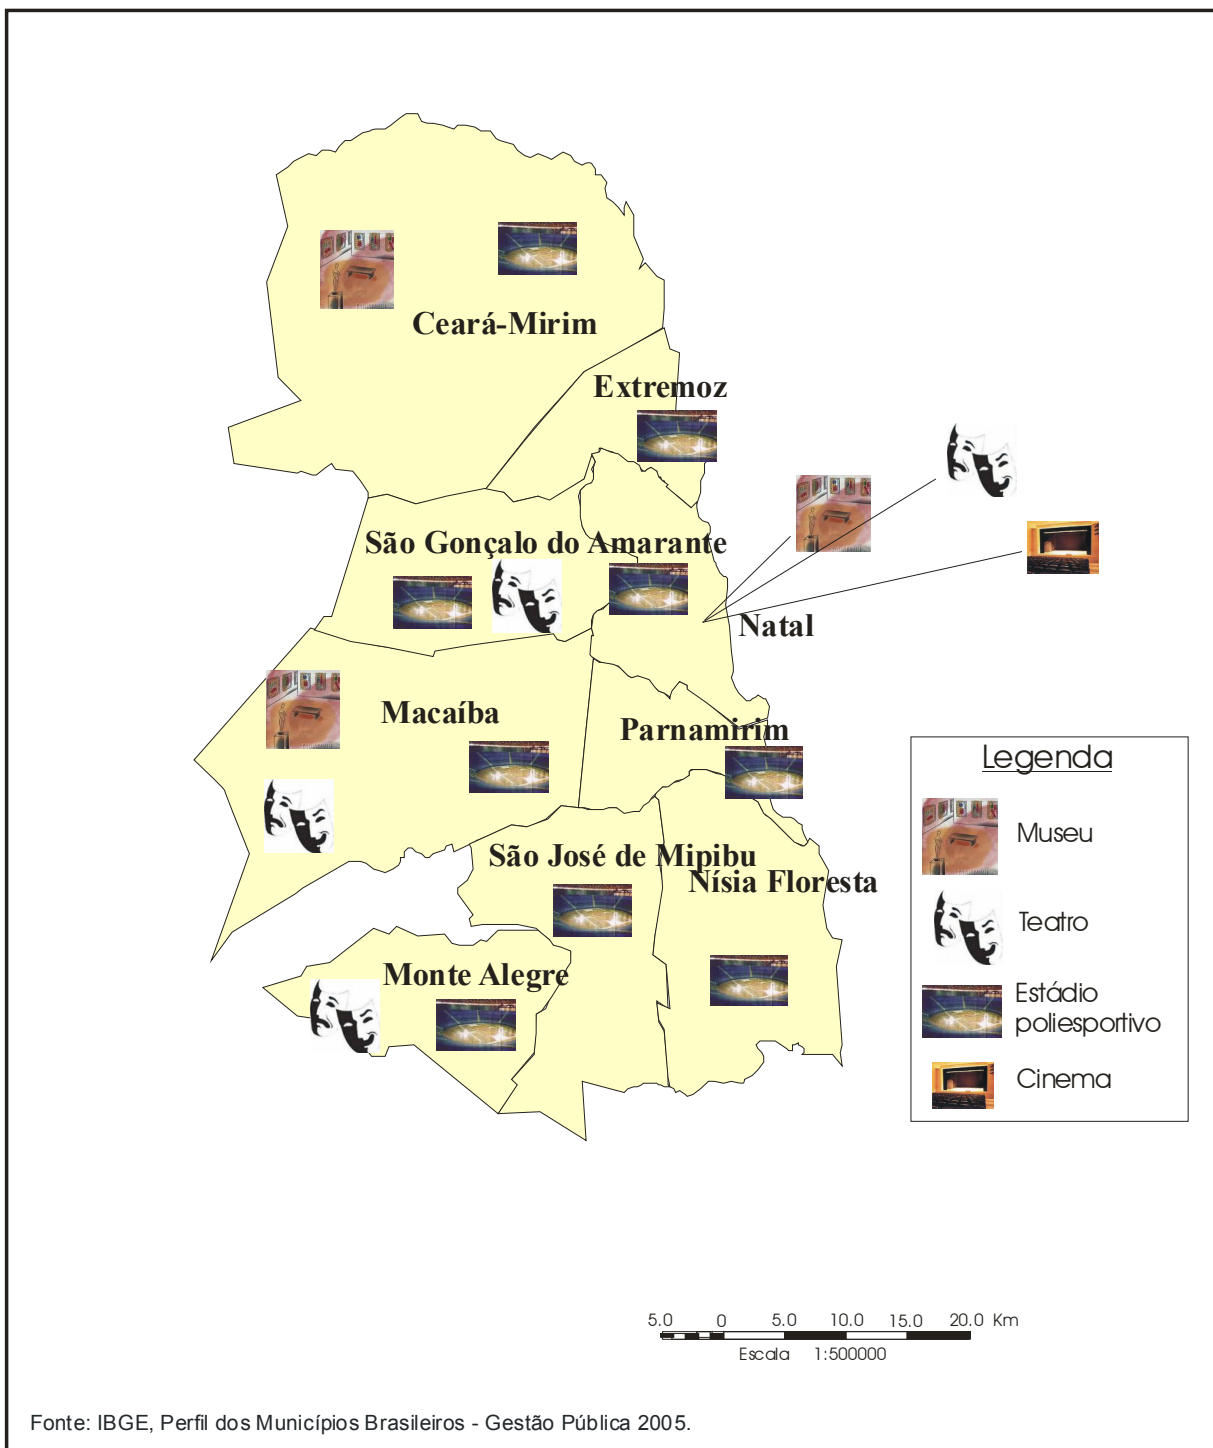 Ceará-Mirim
Extremoz
São Gonçalo do Amarante
Natal
Macaíba
Parnamirim
São José de Mipibu
Nísia Floresta
Monte Alegre
Legenda
Museu
Teatro
Estádio
poliesportivo
Cinema
5.0 0 5.0 10.0 15.0 20.0 Km
Escala 1:500000
Fonte: IBGE, Perfil dos Municípios Brasileiros - Gestão Pública 2005.